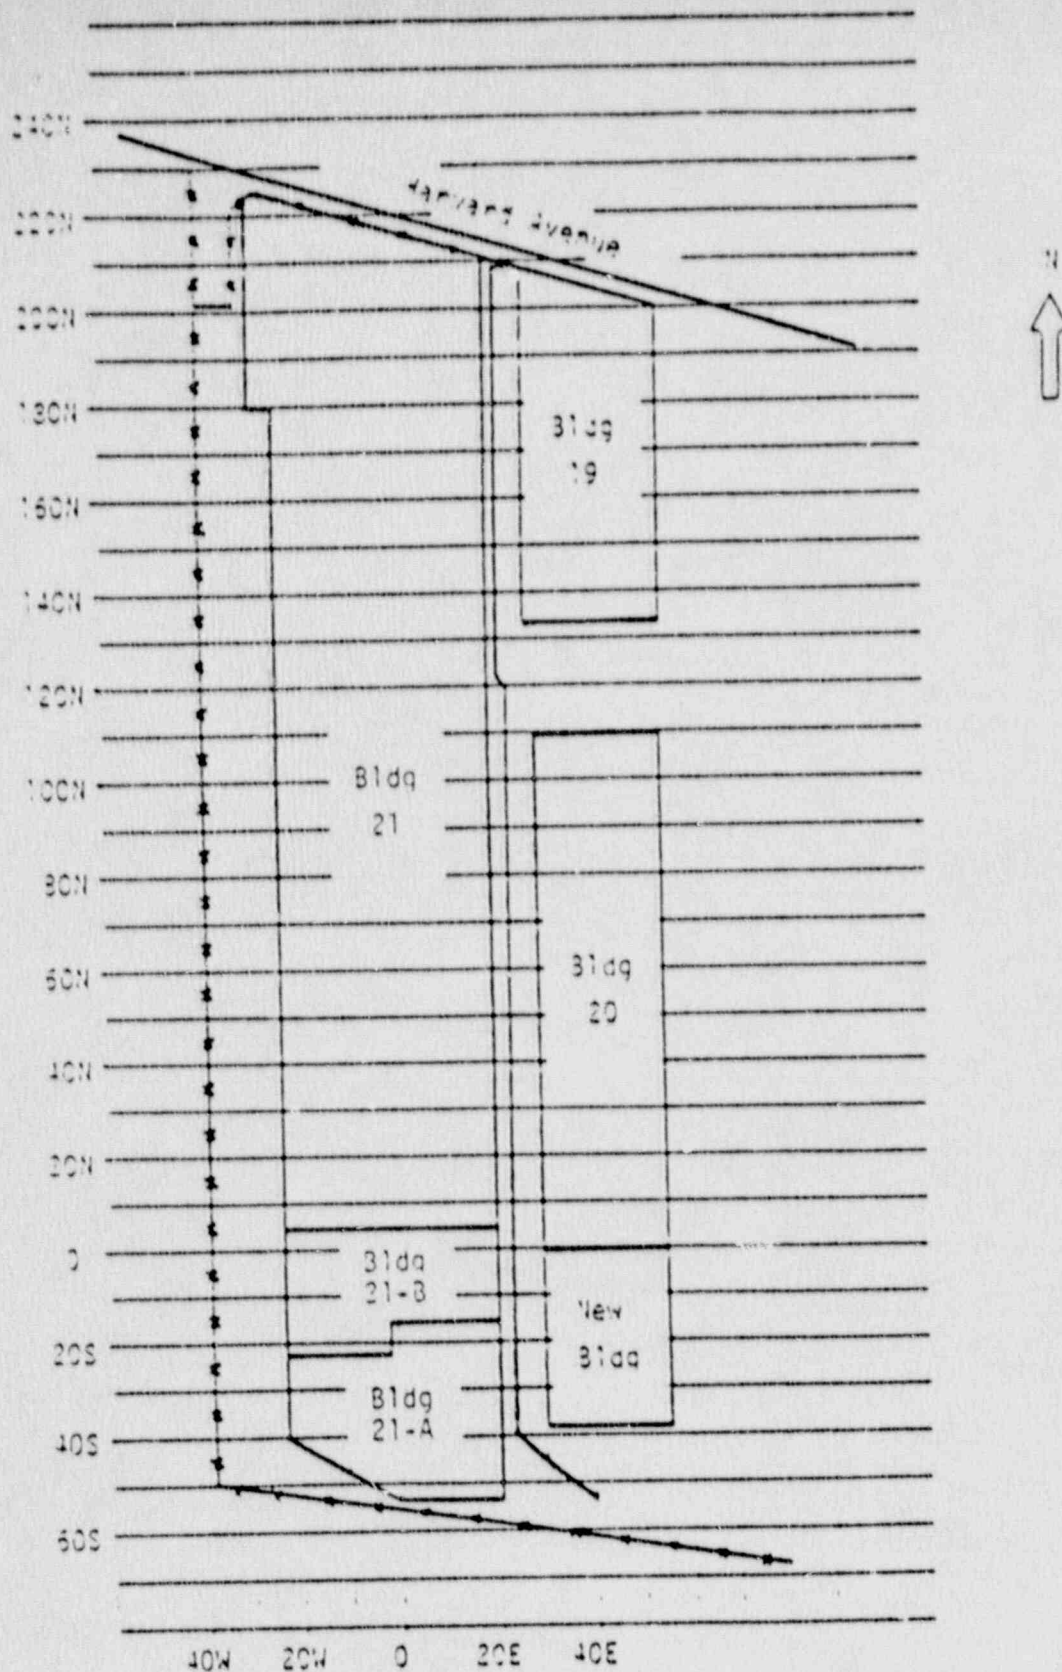 240N
Harvard Avenue
220N
N
200N
180N
Bldg
19
160N
140N
120N
Bldg
21
100N
80N
Bldg
20
60N
40N
20N
0
Bldg
21-B
New
Bldg
20S
Bldg
21-A
40S
60S
40W 20W 0 20E 40E